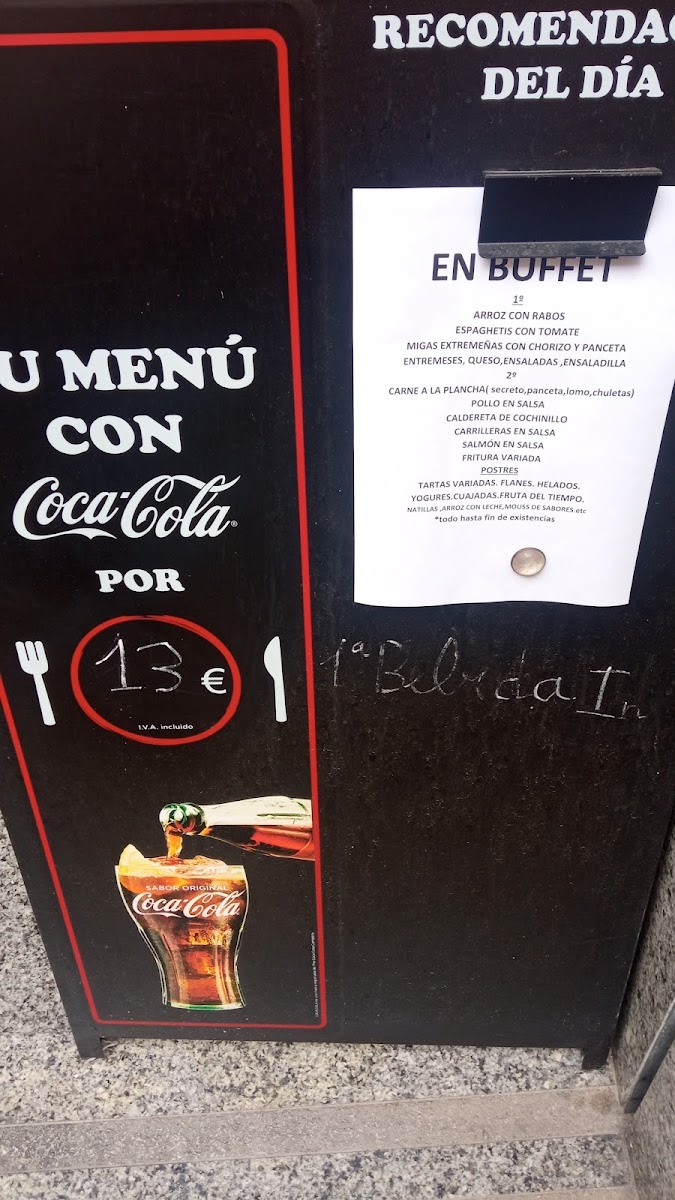 U MENÚ
CON
Coca-Cola
POR
13 €
I.V.A. incluido
SABOR ORIGINAL
Coca-Cola
DEL DÍA
EN BUFFET
1º
ARROZ CON RABOS
ESPAGHETIS CON TOMATE
MIGAS EXTREMEÑAS CON CHORIZO Y PANCETA
ENTREMESES, QUESO,ENSALADAS ,ENSALADILLA
2º
CARNE A LA PLANCHA( secreto,panceta,lomo,chuletas)
POLLO EN SALSA
CALDERETA DE COCHINILLO
CARRILLERAS EN SALSA
SALMÓN EN SALSA
FRITURA VARIADA
POSTRES
TARTAS VARIADAS. FLANES. HELADOS.
YOGURES.CUAJADAS.FRUTA DEL TIEMPO.
NATILLAS ,ARROZ CON LECHE,MOUSS DE SABORES.etc
*todo hasta fin de existencias
1ª Bebida In